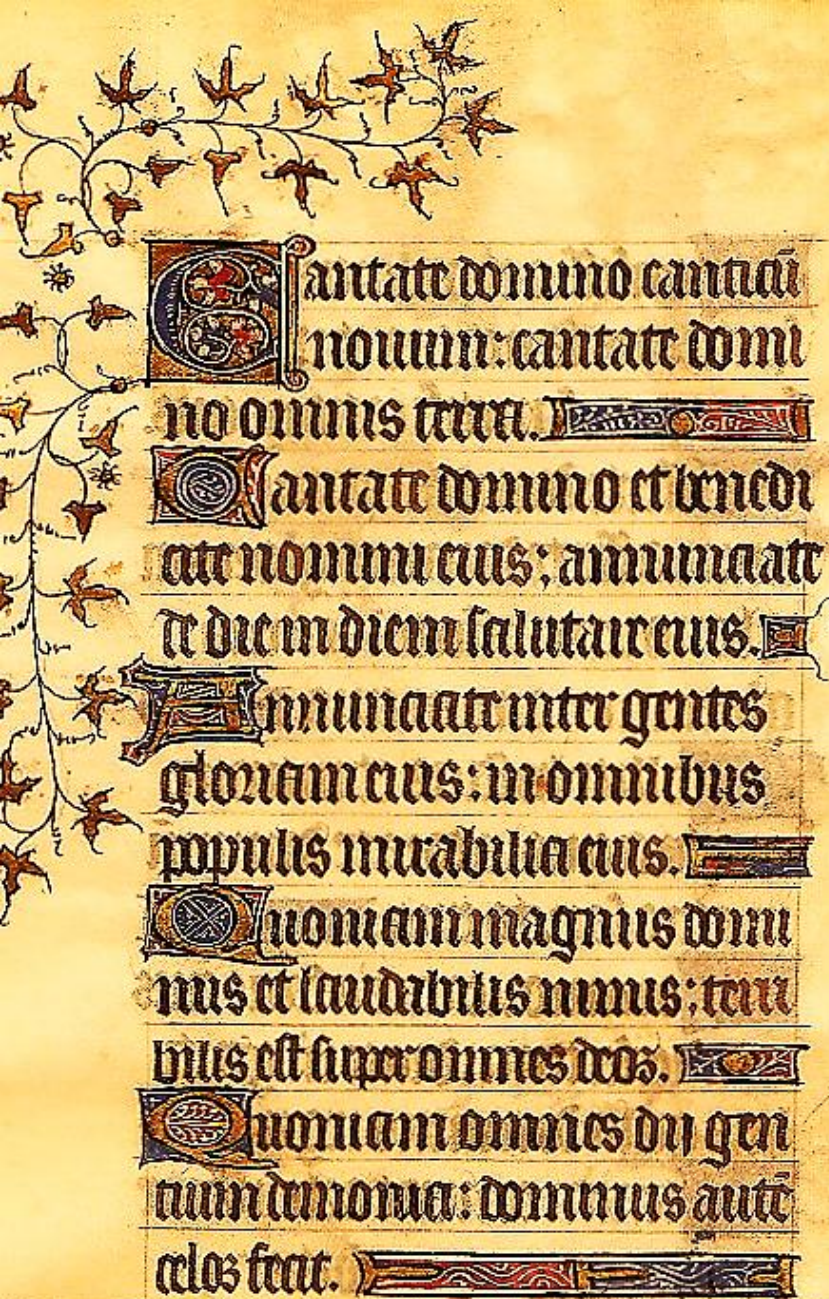 Cantate domino canticū
nouum: cantate domi
no omnis terra.
Cantate domino et benedi
cite nomini eius: annunciate
de die in diem salutare eius.
Annunciate inter gentes
gloriam eius: in omnibus
populis mirabilia eius.
Quoniam magnus domi
nus et laudabilis nimis: terri
bilis est super omnes deos.
Quoniam omnes dij gen
tium demonia: dominus autē
celos fecit.